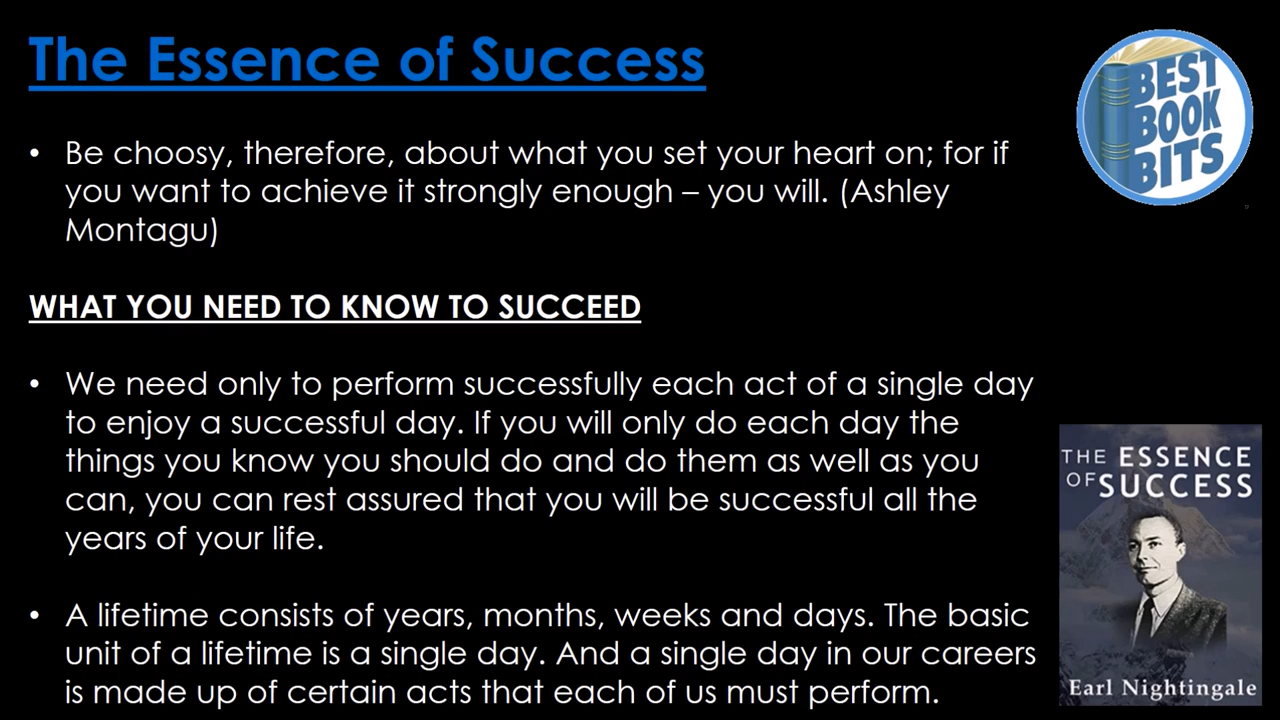 The Essence of Success
BEST
BOOK
BITS
• Be choosy, therefore, about what you set your heart on; for if
you want to achieve it strongly enough – you will. (Ashley
Montagu)
WHAT YOU NEED TO KNOW TO SUCCEED
• We need only to perform successfully each act of a single day
to enjoy a successful day. If you will only do each day the
things you know you should do and do them as well as you
can, you can rest assured that you will be successful all the
years of your life.
• A lifetime consists of years, months, weeks and days. The basic
unit of a lifetime is a single day. And a single day in our careers
is made up of certain acts that each of us must perform.
THE ESSENCE
OF SUCCESS
Earl Nightingale